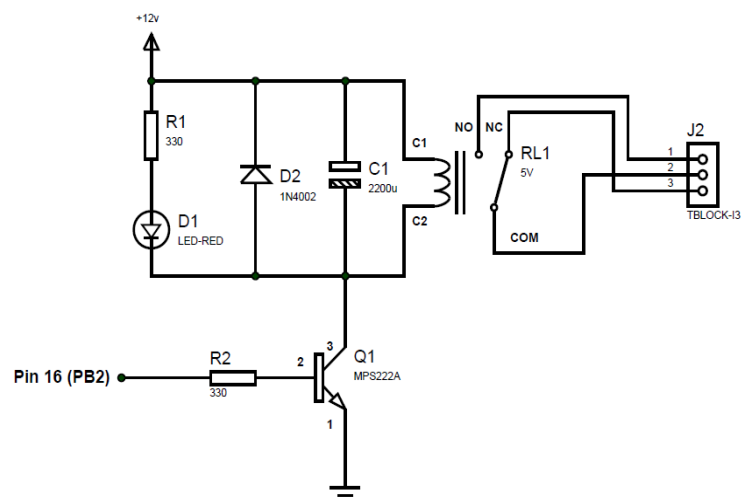 +12v
R1
330
D1
LED-RED
D2
1N4002
C1
2200u
C1
C2
NO
NC
RL1
5V
COM
J2
1
2
3
TBLOCK-I3
Pin 16 (PB2)
R2
330
2
3
1
Q1
MPS222A